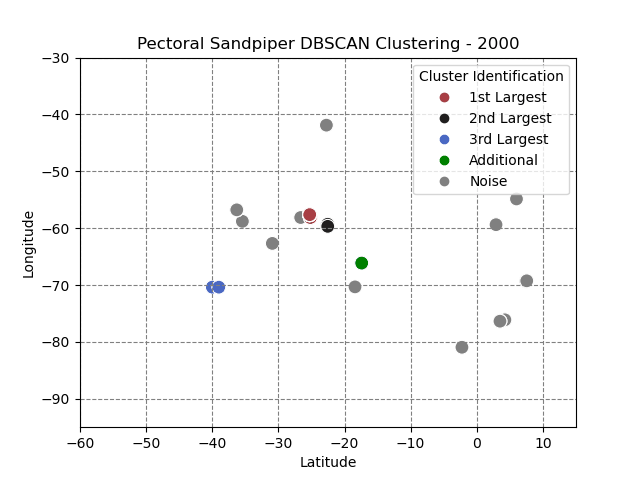 Pectoral Sandpiper DBSCAN Clustering - 2000
−30
−40
−50
−60
−70
−80
−90
Longitude
Cluster Identification
1st Largest
2nd Largest
3rd Largest
Additional
Noise
−60 −50 −40 −30 −20 −10 0 10
Latitude